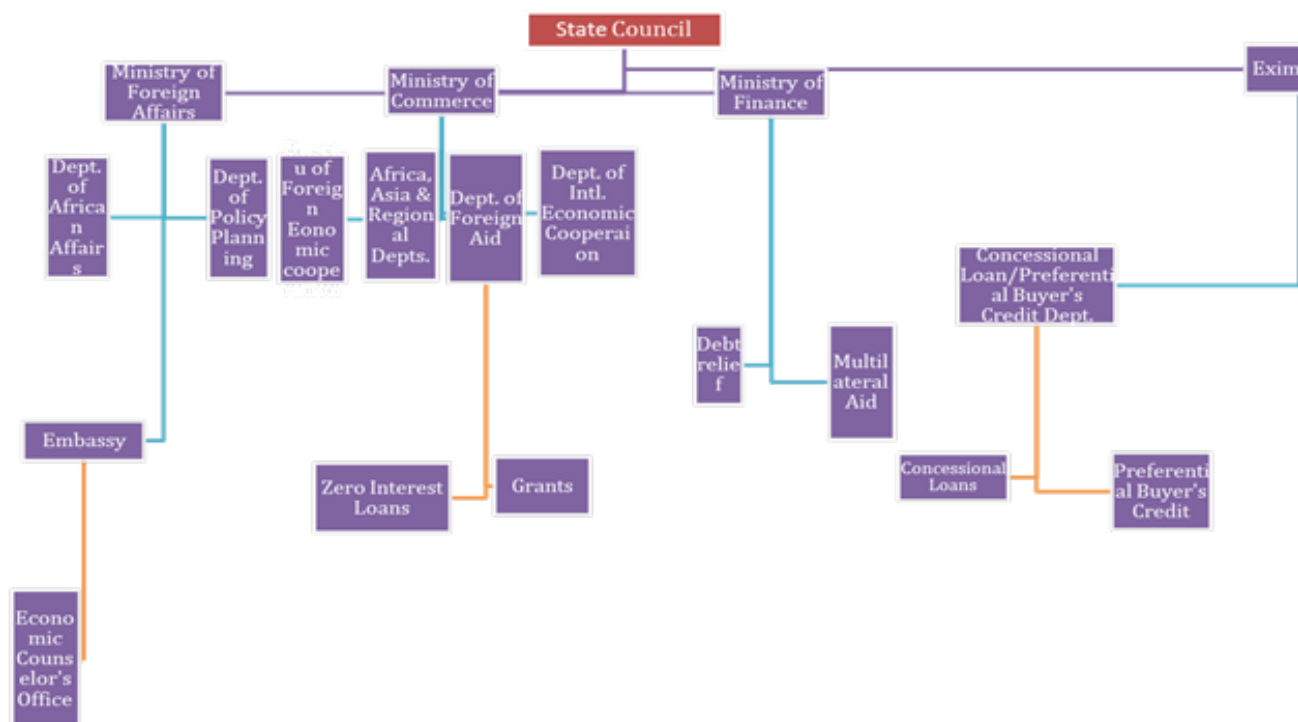 State Council
Ministry of
Foreign
Affairs
Ministry of
Commerce
Ministry of
Finance
Exim
Dept.
of
Africa
n
Affair
s
Dept.
of
Policy
Plann
ing
u of
Foreig
n
Eonom
ic
coope
Africa,
Asia &
Region
al
Depts.
Dept. of
Foreign
Aid
Dept. of
Intl.
Economic
Cooperai
on
Concessional
Loan/Preferenti
al Buyer's
Credit Dept.
Debt
relie
f
Multil
ateral
Aid
Embassy
Zero Interest
Loans
Grants
Concessional
Loans
Preferenti
al Buyer's
Credit
Econo
mic
Couns
elor's
Office